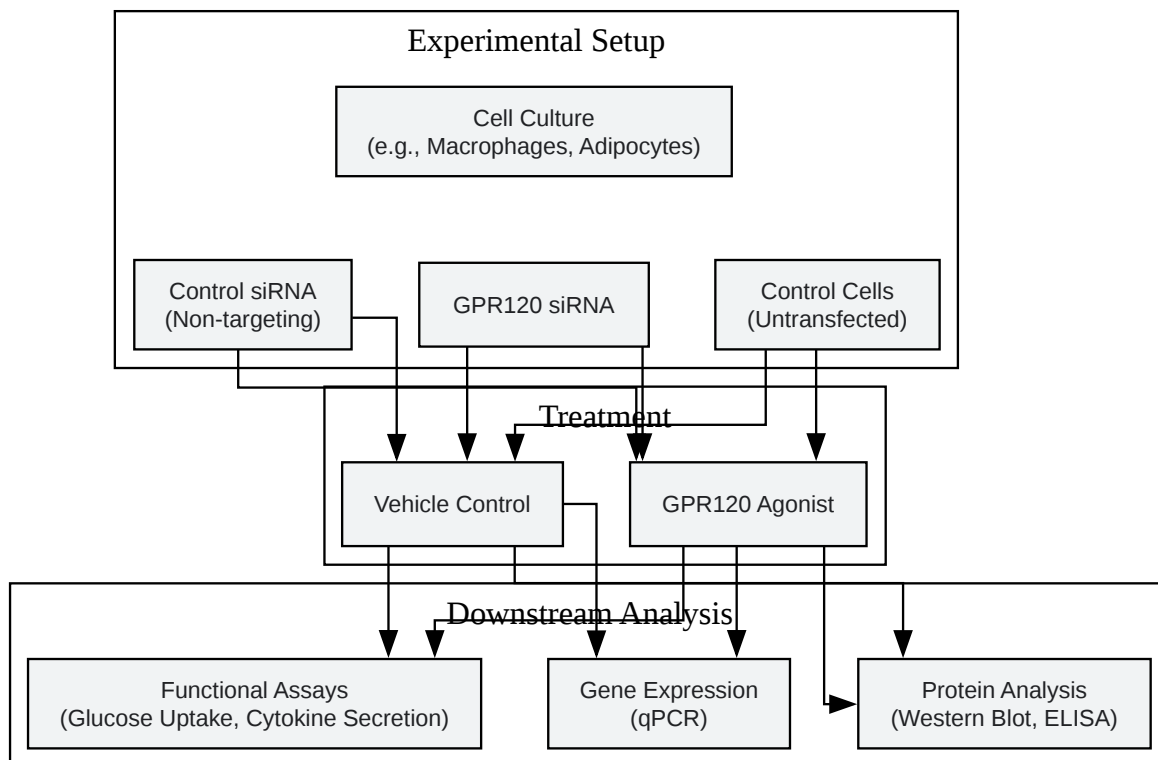 Experimental Setup
Cell Culture
(e.g., Macrophages, Adipocytes)
Control siRNA
(Non-targeting)
GPR120 siRNA
Control Cells
(Untransfected)
Treatment
Vehicle Control
GPR120 Agonist
Downstream Analysis
Functional Assays
(Glucose Uptake, Cytokine Secretion)
Gene Expression
(qPCR)
Protein Analysis
(Western Blot, ELISA)